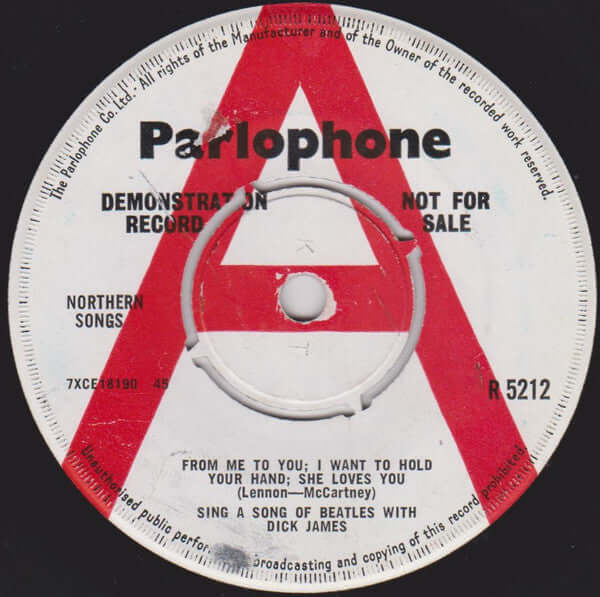 The Parlophone Co. Ltd. · All rights of the Manufacturer and of the Owner of the recorded work reserved.
Parlophone
DEMONSTRATION NOT FOR
RECORD SALE
K
T
NORTHERN
SONGS
7XCE18190 45
R 5212
FROM ME TO YOU; I WANT TO HOLD
YOUR HAND; SHE LOVES YOU
(Lennon—McCartney)
SING A SONG OF BEATLES WITH
DICK JAMES
Unauthorised public broadcasting and copying of this record prohibited.